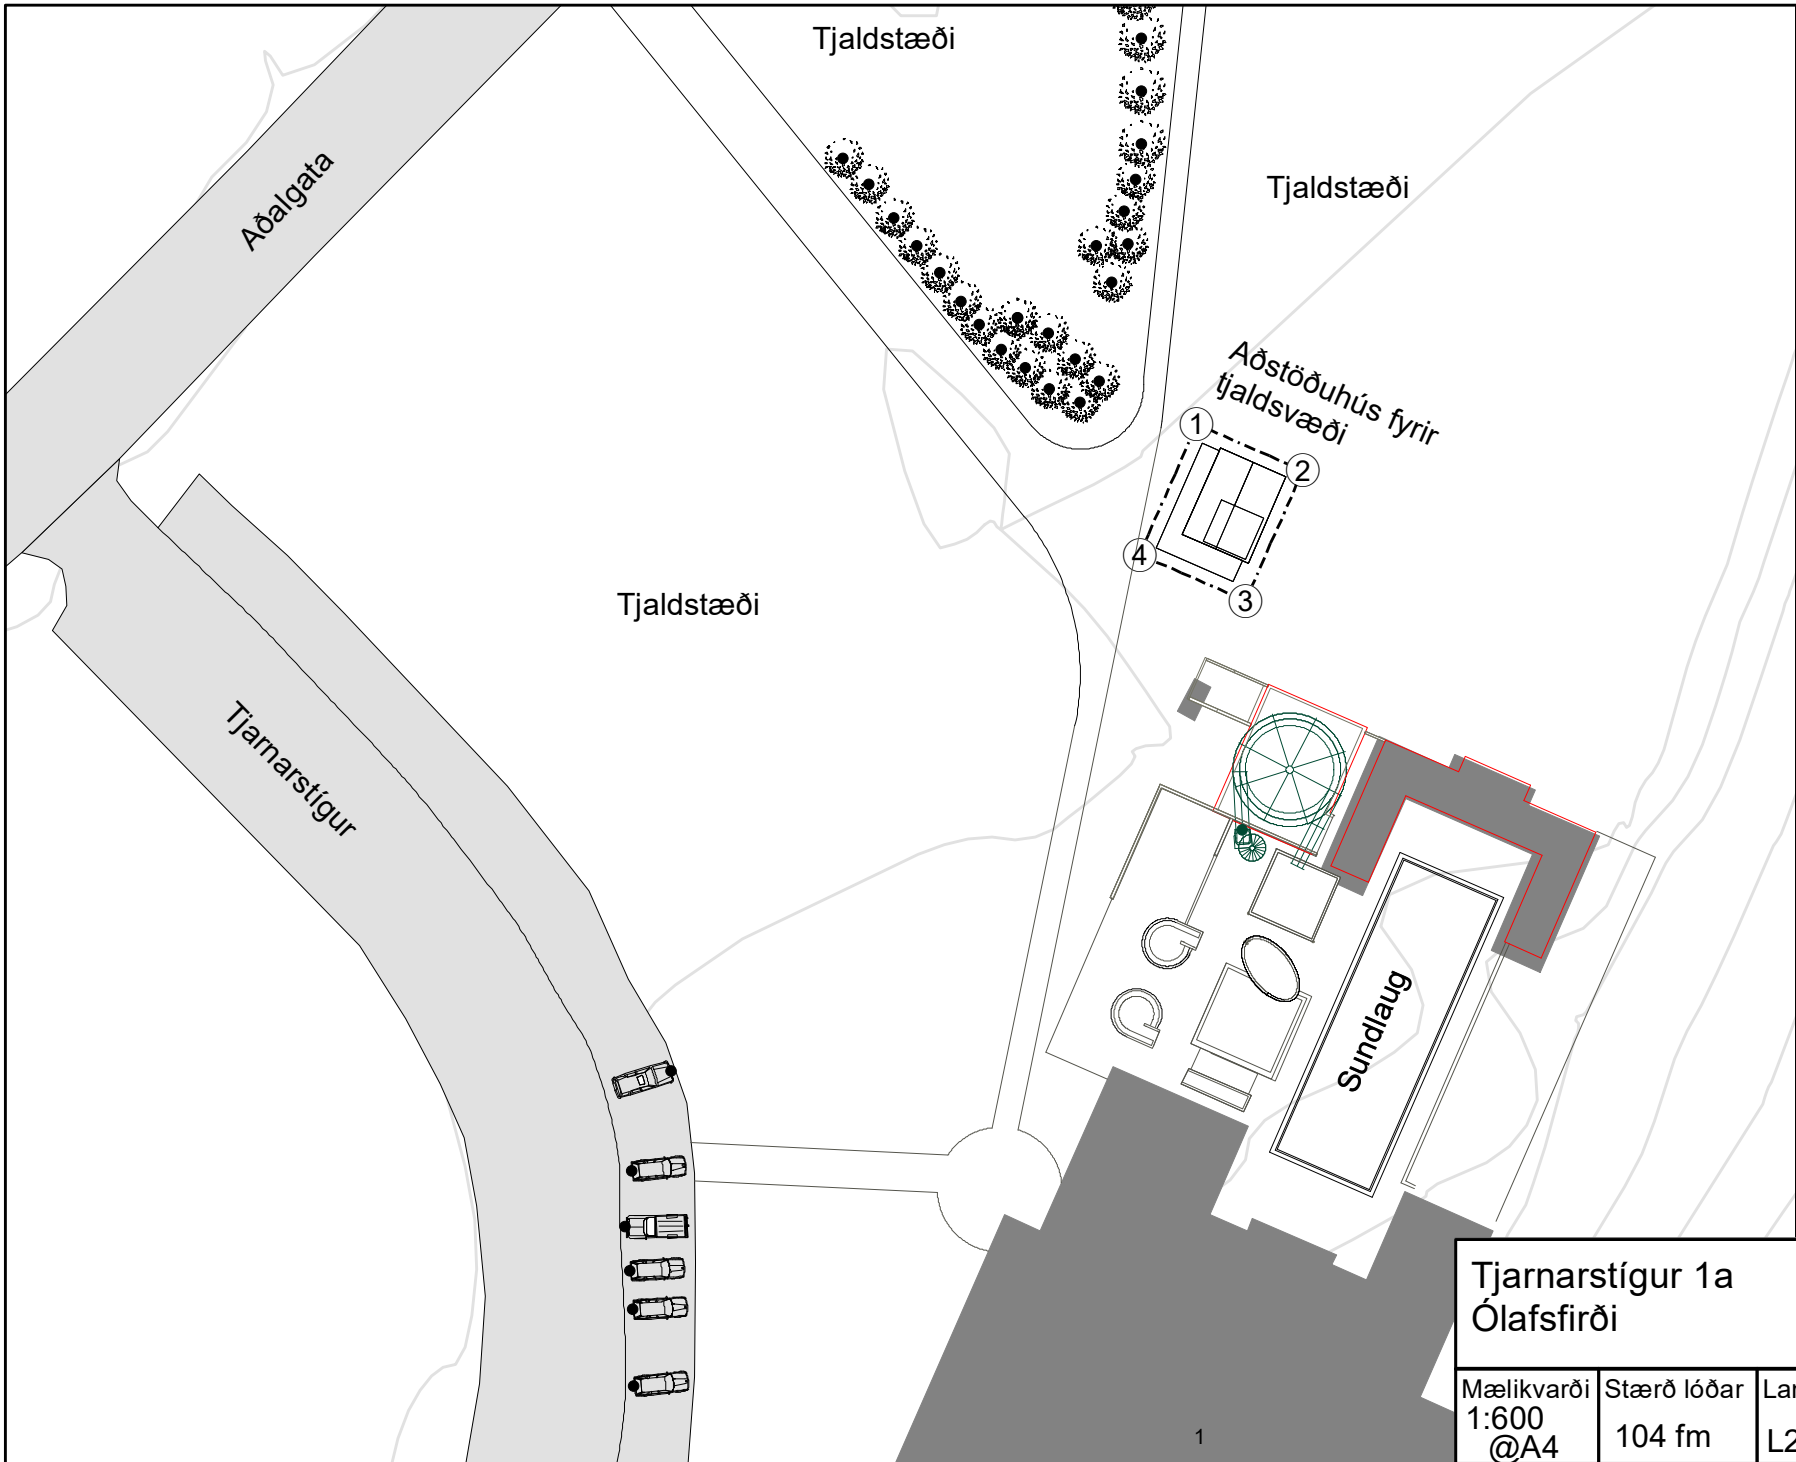 Tjaldstæði
Aðalgata
Tjaldstæði
Aðstöðuhús fyrir
tjaldsvæði
1
2
4
3
Tjaldstæði
Tjarnarstígur
Sundlaug
1
Tjarnarstígur 1a
Ólafsfirði
Mælikvarði
1:600
@A4
Stærð lóðar
104 fm